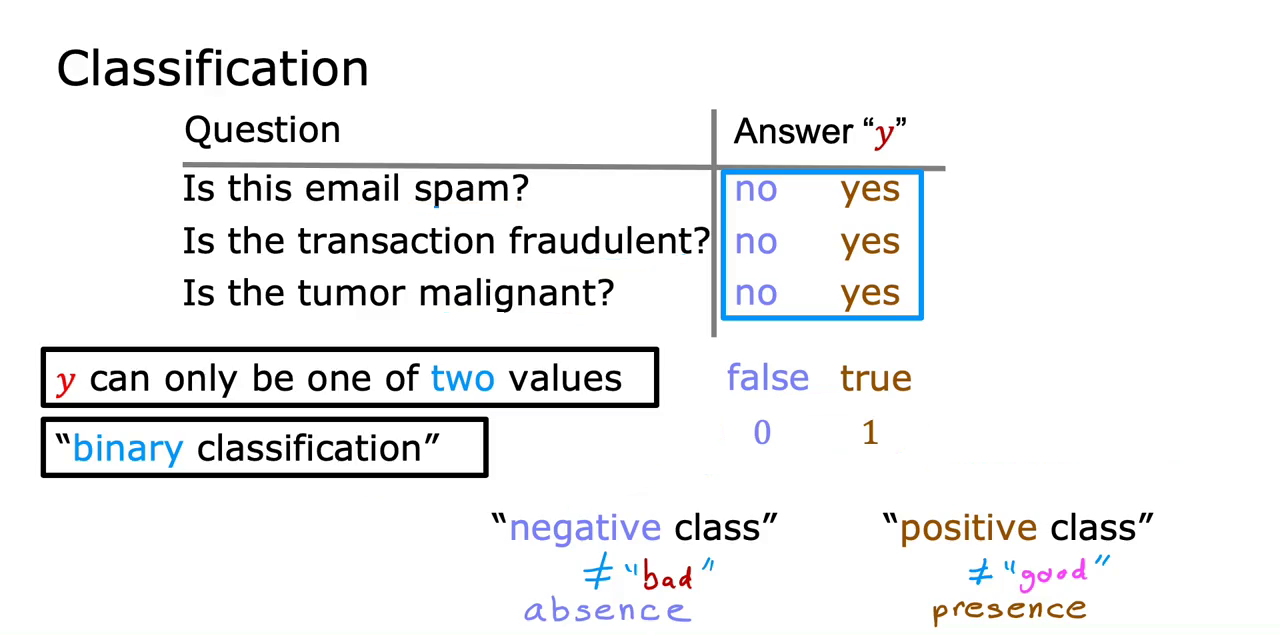 Classification
Question Answer “y”
Is this email spam? no yes
Is the transaction fraudulent? no yes
Is the tumor malignant? no yes
y can only be one of two values false true
“binary classification” 0 1
“negative class” “positive class”
≠ “bad” ≠ “good”
absence presence